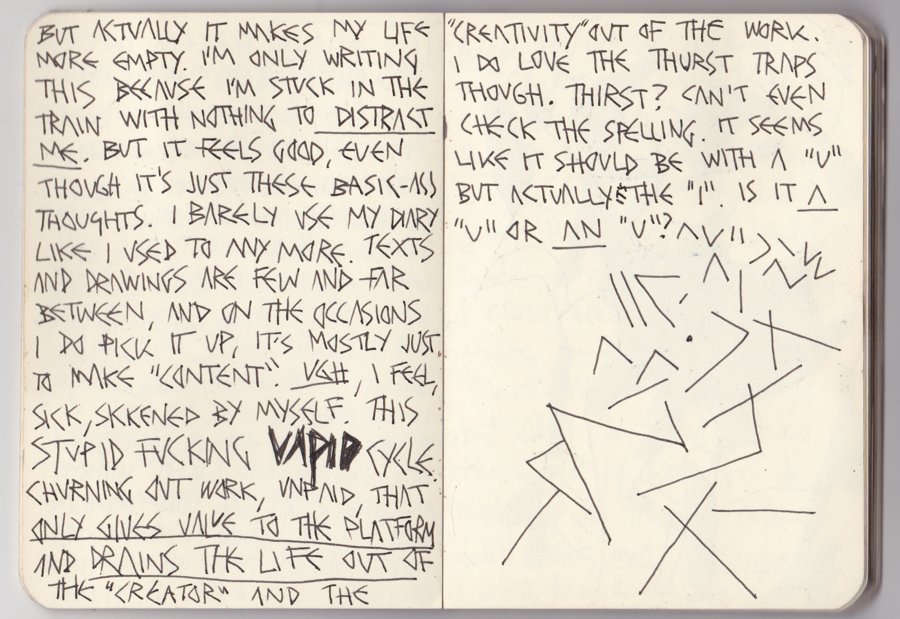 BUT ACTUALLY IT MAKES MY LIFE
MORE EMPTY. I'M ONLY WRITING
THIS BECAUSE I'M STUCK IN THE
TRAIN WITH NOTHING TO DISTRACT
ME. BUT IT FEELS GOOD, EVEN
THOUGH IT'S JUST THESE BASIC-ASS
THOUGHTS. I BARELY USE MY DIARY
LIKE I USED TO ANY MORE. TEXTS
AND DRAWINGS ARE FEW AND FAR
BETWEEN, AND ON THE OCCASIONS
I DO PICK IT UP, IT'S MOSTLY JUST
TO MAKE "CONTENT". UGH, I FEEL,
SICK, SICKENED BY MYSELF. THIS
STUPID FUCKING VAPID CYCLE.
CHURNING OUT WORK, UNPAID, THAT
ONLY GIVES VALUE TO THE PLATFORM
AND DRAINS THE LIFE OUT OF
THE "CREATOR" AND THE
"CREATIVITY" OUT OF THE WORK.
I DO LOVE THE THURST TRAPS
THOUGH. THIRST? CAN'T EVEN
CHECK THE SPELLING. IT SEEMS
LIKE IT SHOULD BE WITH A "U"
BUT ACTUALLY THE "I". IS IT A
"U" OR AN "U"?